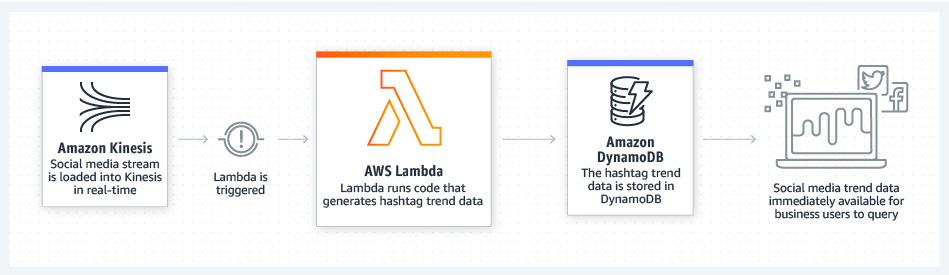 Amazon Kinesis
Social media stream
is loaded into Kinesis
in real-time
Lambda is
triggered
AWS Lambda
Lambda runs code that
generates hashtag trend data
Amazon
DynamoDB
The hashtag trend
data is stored in
DynamoDB
Social media trend data
immediately available for
business users to query